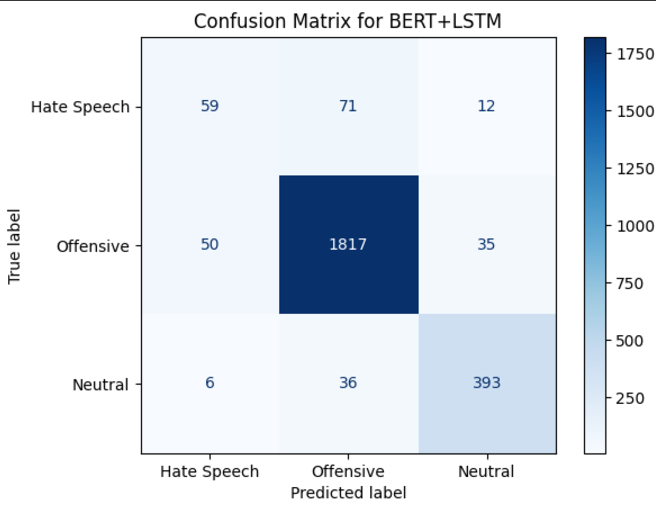 Confusion Matrix for BERT+LSTM
Hate Speech 59 71 12
Offensive 50 1817 35
Neutral 6 36 393
Hate Speech Offensive Neutral
Predicted label
True label
1750
1500
1250
1000
750
500
250